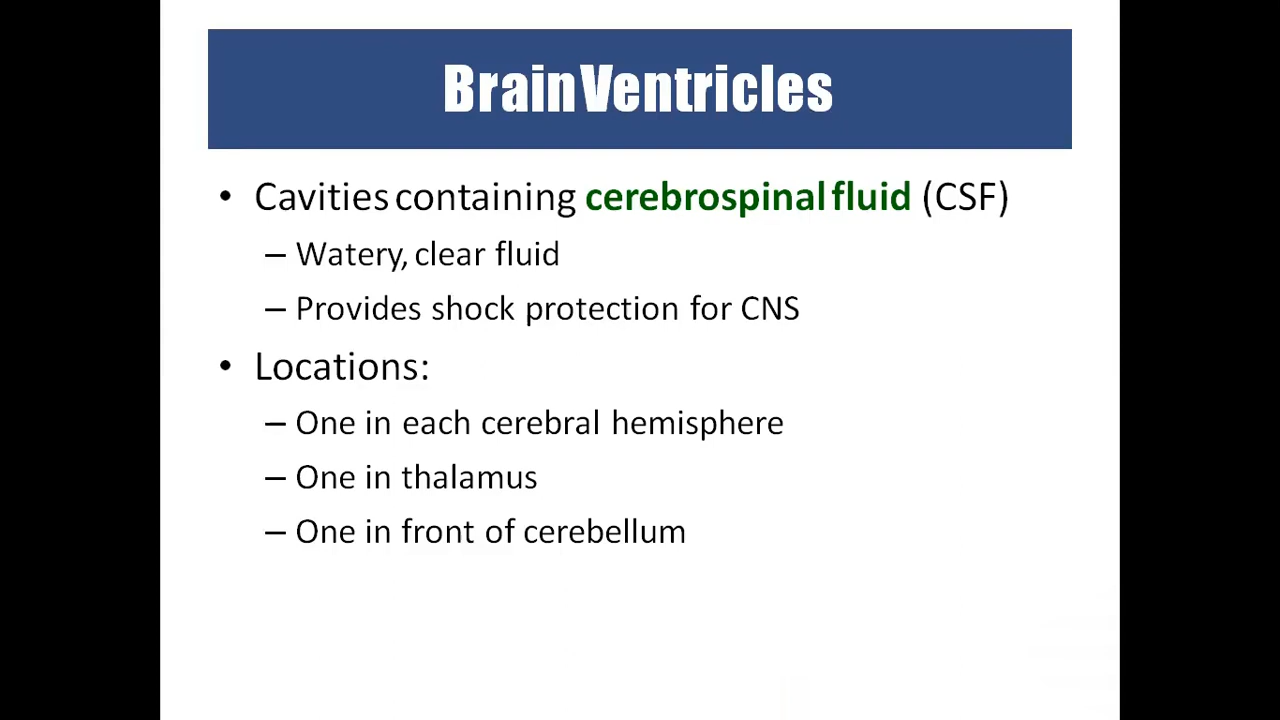 Brain Ventricles
• Cavities containing cerebrospinal fluid (CSF)
– Watery, clear fluid
– Provides shock protection for CNS
• Locations:
– One in each cerebral hemisphere
– One in thalamus
– One in front of cerebellum